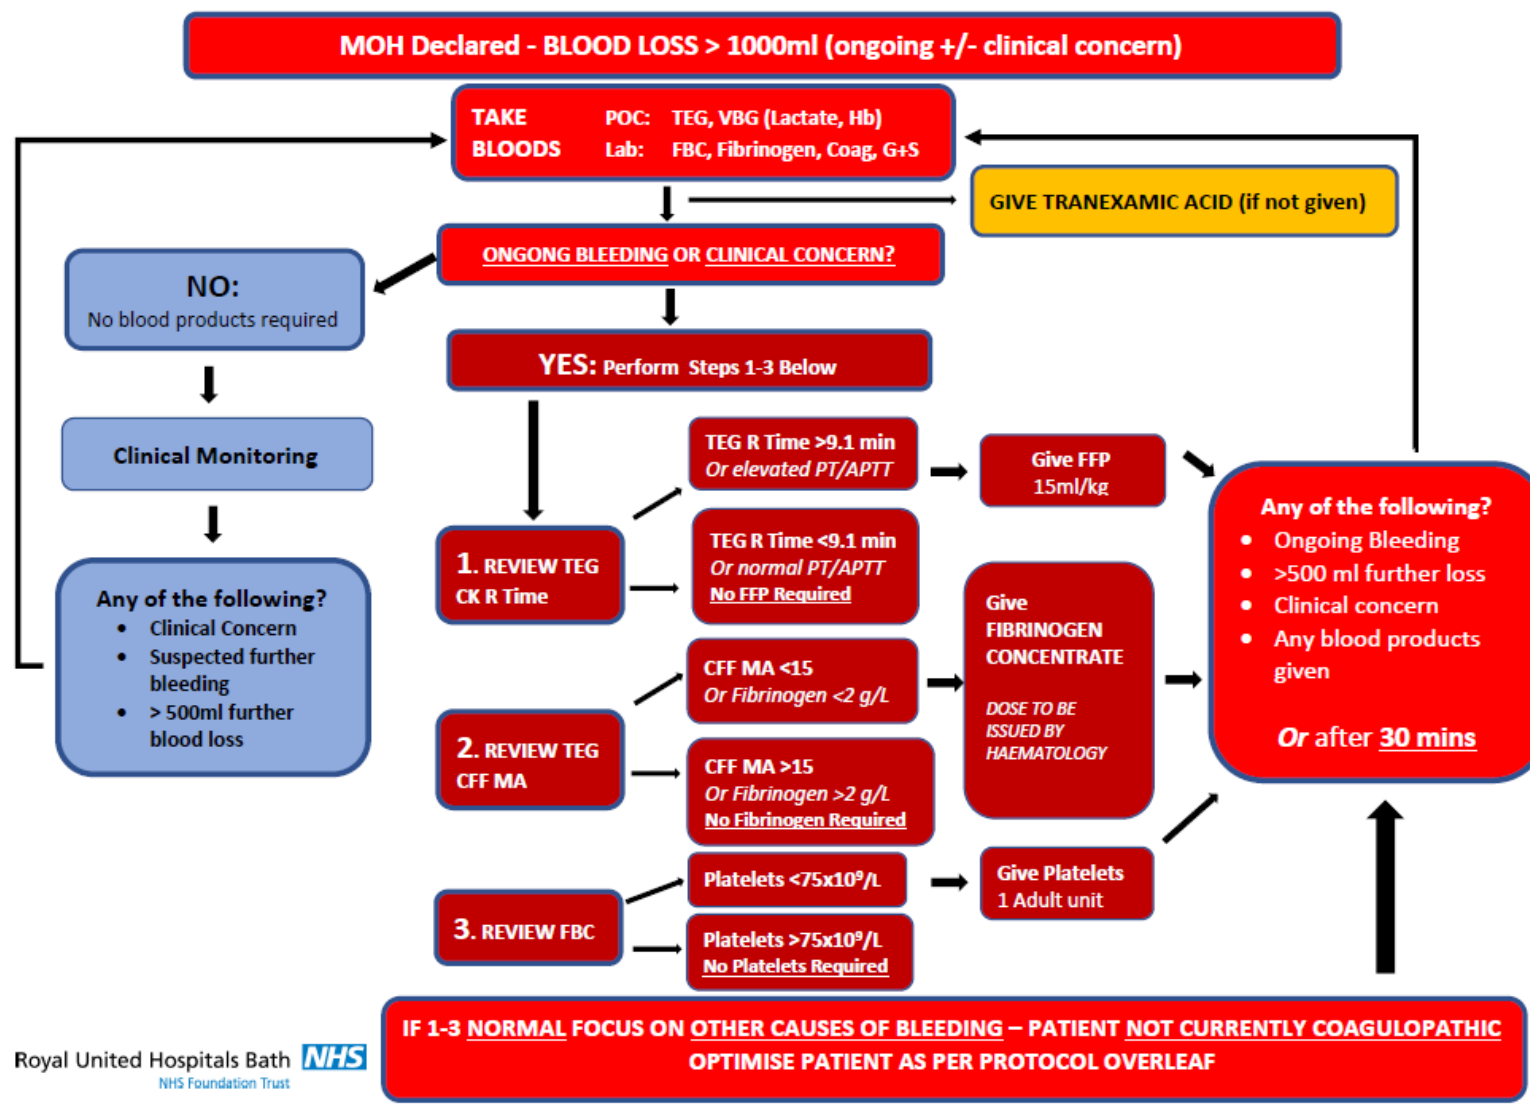 MOH Declared - BLOOD LOSS > 1000ml (ongoing +/- clinical concern)
TAKE POC: TEG, VBG (Lactate, Hb)
BLOODS Lab: FBC, Fibrinogen, Coag, G+S
GIVE TRANEXAMIC ACID (if not given)
ONGONG BLEEDING OR CLINICAL CONCERN?
NO:
No blood products required
YES: Perform Steps 1-3 Below
Clinical Monitoring
Any of the following?
• Clinical Concern
• Suspected further
bleeding
• > 500ml further
blood loss
1. REVIEW TEG
CK R Time
TEG R Time >9.1 min
Or elevated PT/APTT
Give FFP
15ml/kg
TEG R Time <9.1 min
Or normal PT/APTT
No FFP Required
2. REVIEW TEG
CFF MA
CFF MA <15
Or Fibrinogen <2 g/L
Give
FIBRINOGEN
CONCENTRATE
DOSE TO BE
ISSUED BY
HAEMATOLOGY
CFF MA >15
Or Fibrinogen >2 g/L
No Fibrinogen Required
3. REVIEW FBC
Platelets <75x10⁹/L
Give Platelets
1 Adult unit
Platelets >75x10⁹/L
No Platelets Required
Any of the following?
• Ongoing Bleeding
• >500 ml further loss
• Clinical concern
• Any blood products
given
Or after 30 mins
IF 1-3 NORMAL FOCUS ON OTHER CAUSES OF BLEEDING – PATIENT NOT CURRENTLY COAGULOPATHIC
OPTIMISE PATIENT AS PER PROTOCOL OVERLEAF
Royal United Hospitals Bath NHS
NHS Foundation Trust